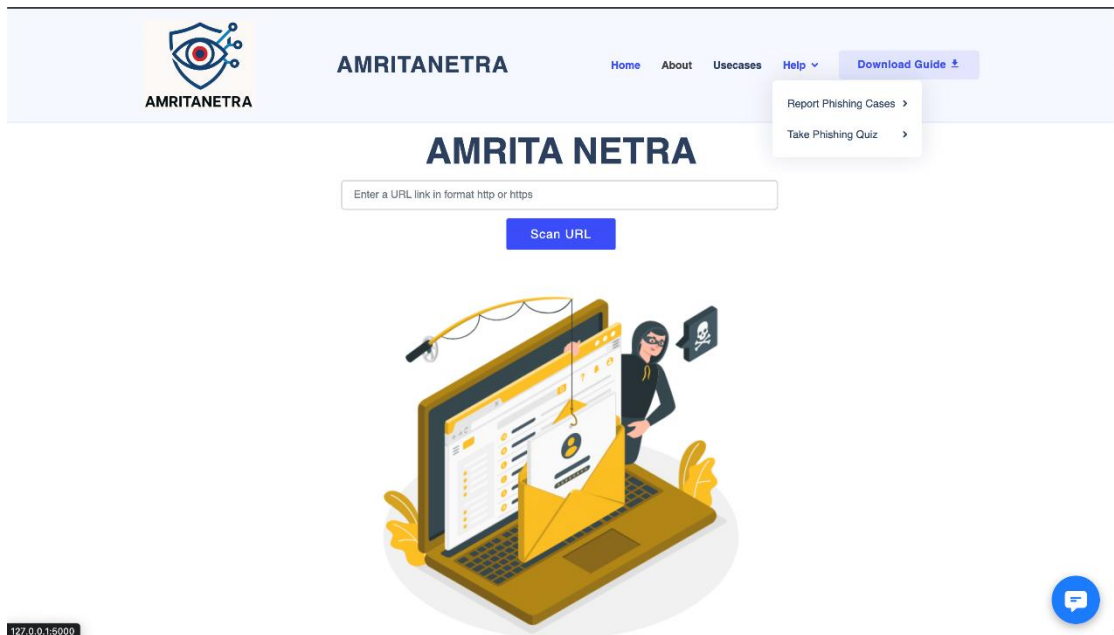 AMRITANETRA
AMRITANETRA
Home About Usecases Help Download Guide
Report Phishing Cases
Take Phishing Quiz
AMRITA NETRA
Enter a URL link in format http or https
Scan URL
127.0.0.1:5000